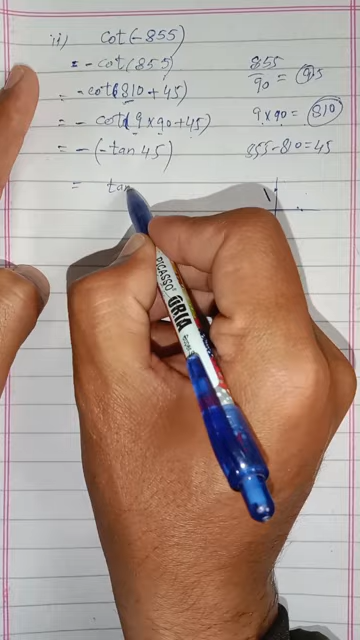 ii) cot(-855)
= -cot(855)
= -cot(810+45)
= -cot(9×90+45)
= -(-tan 45)
= tan
855
90 = 9.5
9×90=810
855-810=45
PICASSO
URIA